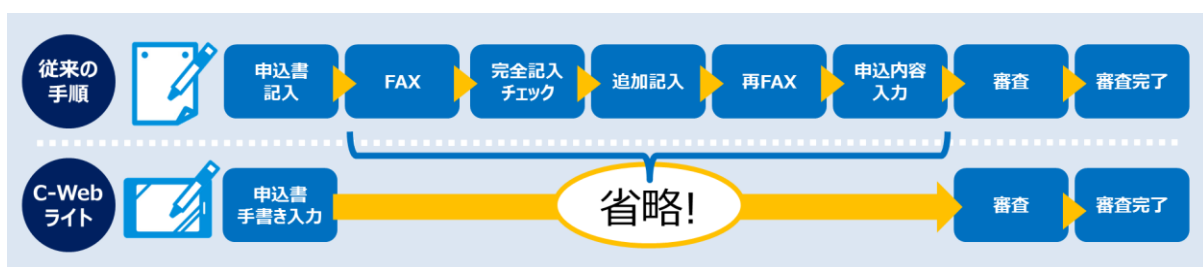 従来の
手順
申込書
記入
FAX
完全記入
チェック
追加記入
再FAX
申込内容
入力
審査
審査完了
省略!
C-Web
ライト
申込書
手書き入力
審査
審査完了